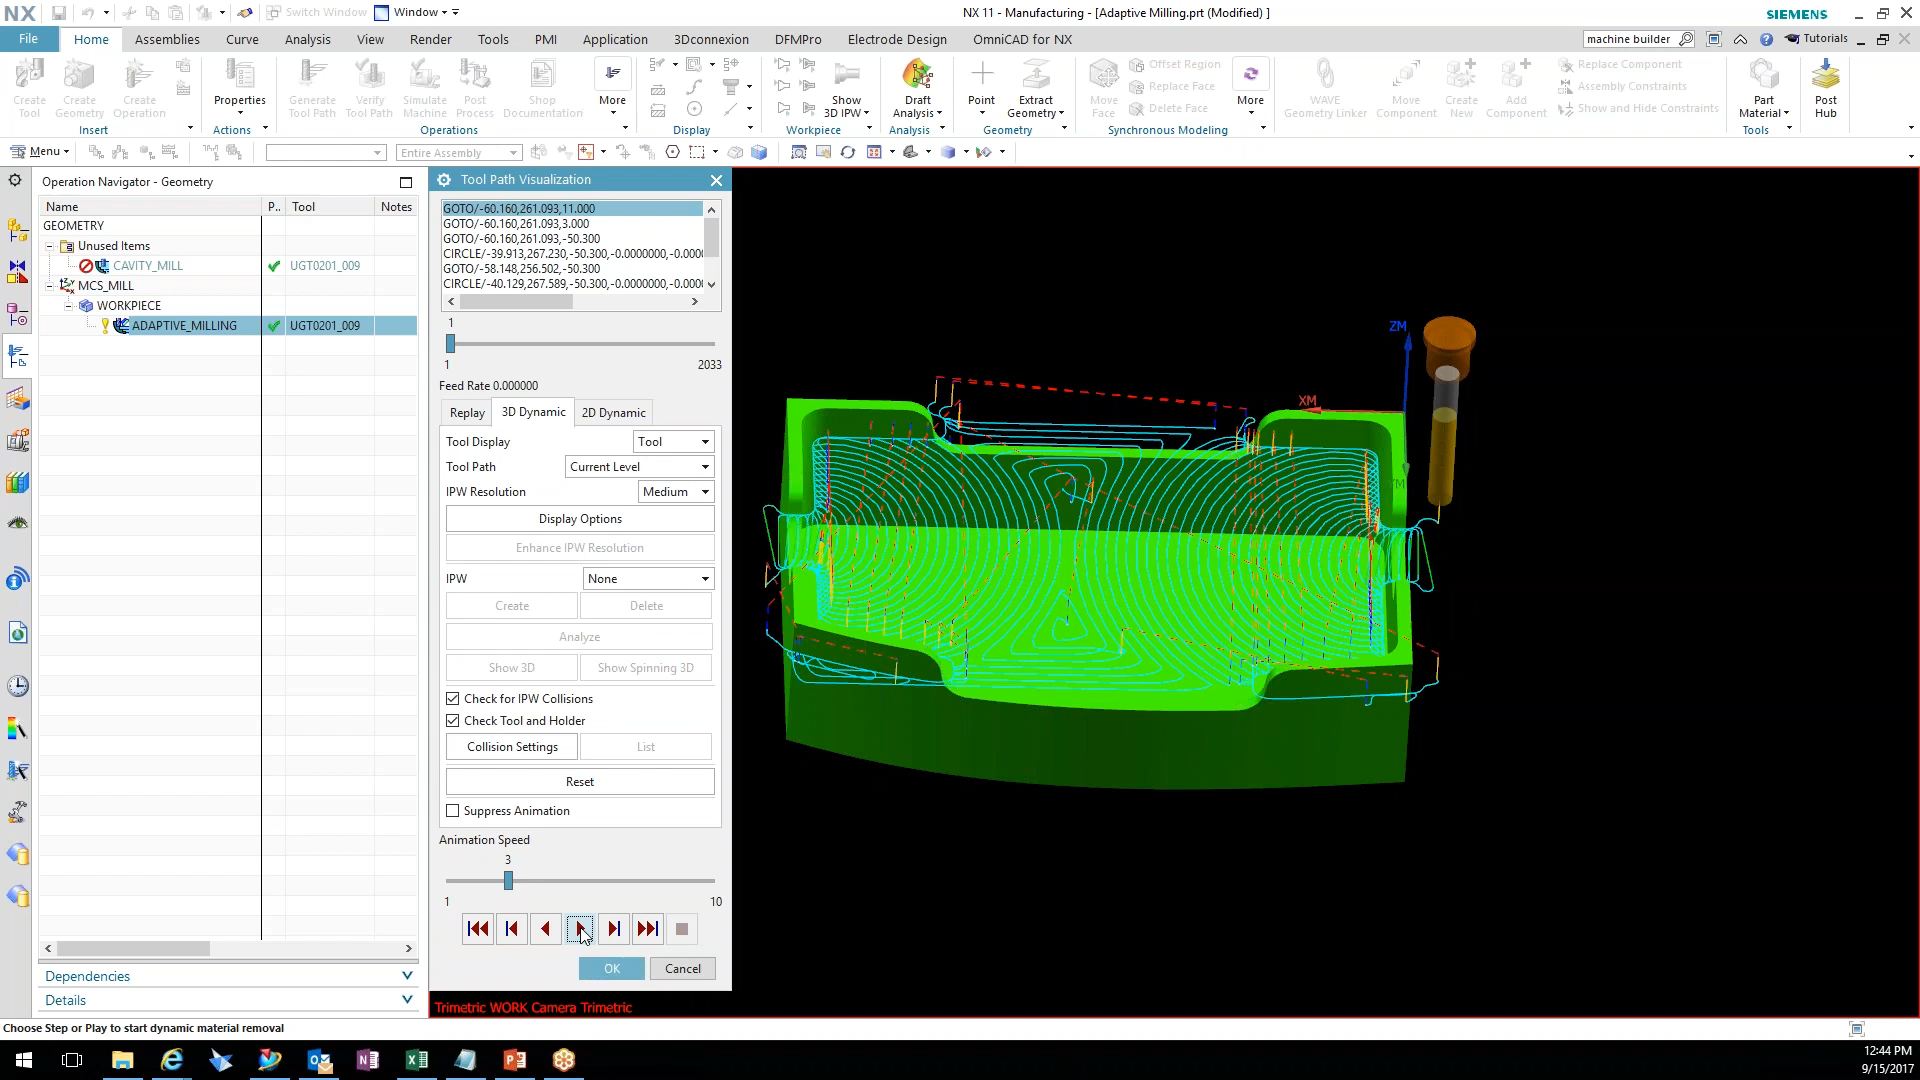 NX
Switch Window
Window
NX 11 - Manufacturing - [Adaptive Milling.prt (Modified) ]
SIEMENS
File
Home
Assemblies
Curve
Analysis
View
Render
Tools
PMI
Application
3Dconnexion
DFMPro
Electrode Design
OmniCAD for NX
machine builder
Tutorials
Create Tool
Create Geometry
Create Operation
Properties
Generate Tool Path
Verify Tool Path
Simulate Machine
Post Process
Shop Documentation
More
Show 3D IPW
Draft Analysis
Point
Extract Geometry
Move Face
Offset Region
Replace Face
Delete Face
More
WAVE Geometry Linker
Move Component
Create New
Add Component
Replace Component
Assembly Constraints
Show and Hide Constraints
Part Material
Post Hub
Insert
Actions
Operations
Display
Workpiece
Analysis
Geometry
Synchronous Modeling
Tools
Menu
Entire Assembly
Operation Navigator - Geometry
Name
P..
Tool
Notes
GEOMETRY
Unused Items
CAVITY_MILL
UGT0201_009
MCS_MILL
WORKPIECE
ADAPTIVE_MILLING
UGT0201_009
Dependencies
Details
Tool Path Visualization
GOTO/-60.160,261.093,11.000
GOTO/-60.160,261.093,3.000
GOTO/-60.160,261.093,-50.300
CIRCLE/-39.913,267.230,-50.300,-0.0000000,-0.000
GOTO/-58.148,256.502,-50.300
CIRCLE/-40.129,267.589,-50.300,-0.0000000,-0.000
1
1
2033
Feed Rate 0.000000
Replay
3D Dynamic
2D Dynamic
Tool Display
Tool
Tool Path
Current Level
IPW Resolution
Medium
Display Options
Enhance IPW Resolution
IPW
None
Create
Delete
Analyze
Show 3D
Show Spinning 3D
Check for IPW Collisions
Check Tool and Holder
Collision Settings
List
Reset
Suppress Animation
Animation Speed
3
1
10
OK
Cancel
ZM
XM
YM
Trimetric WORK Camera Trimetric
Choose Step or Play to start dynamic material removal
12:44 PM
9/15/2017